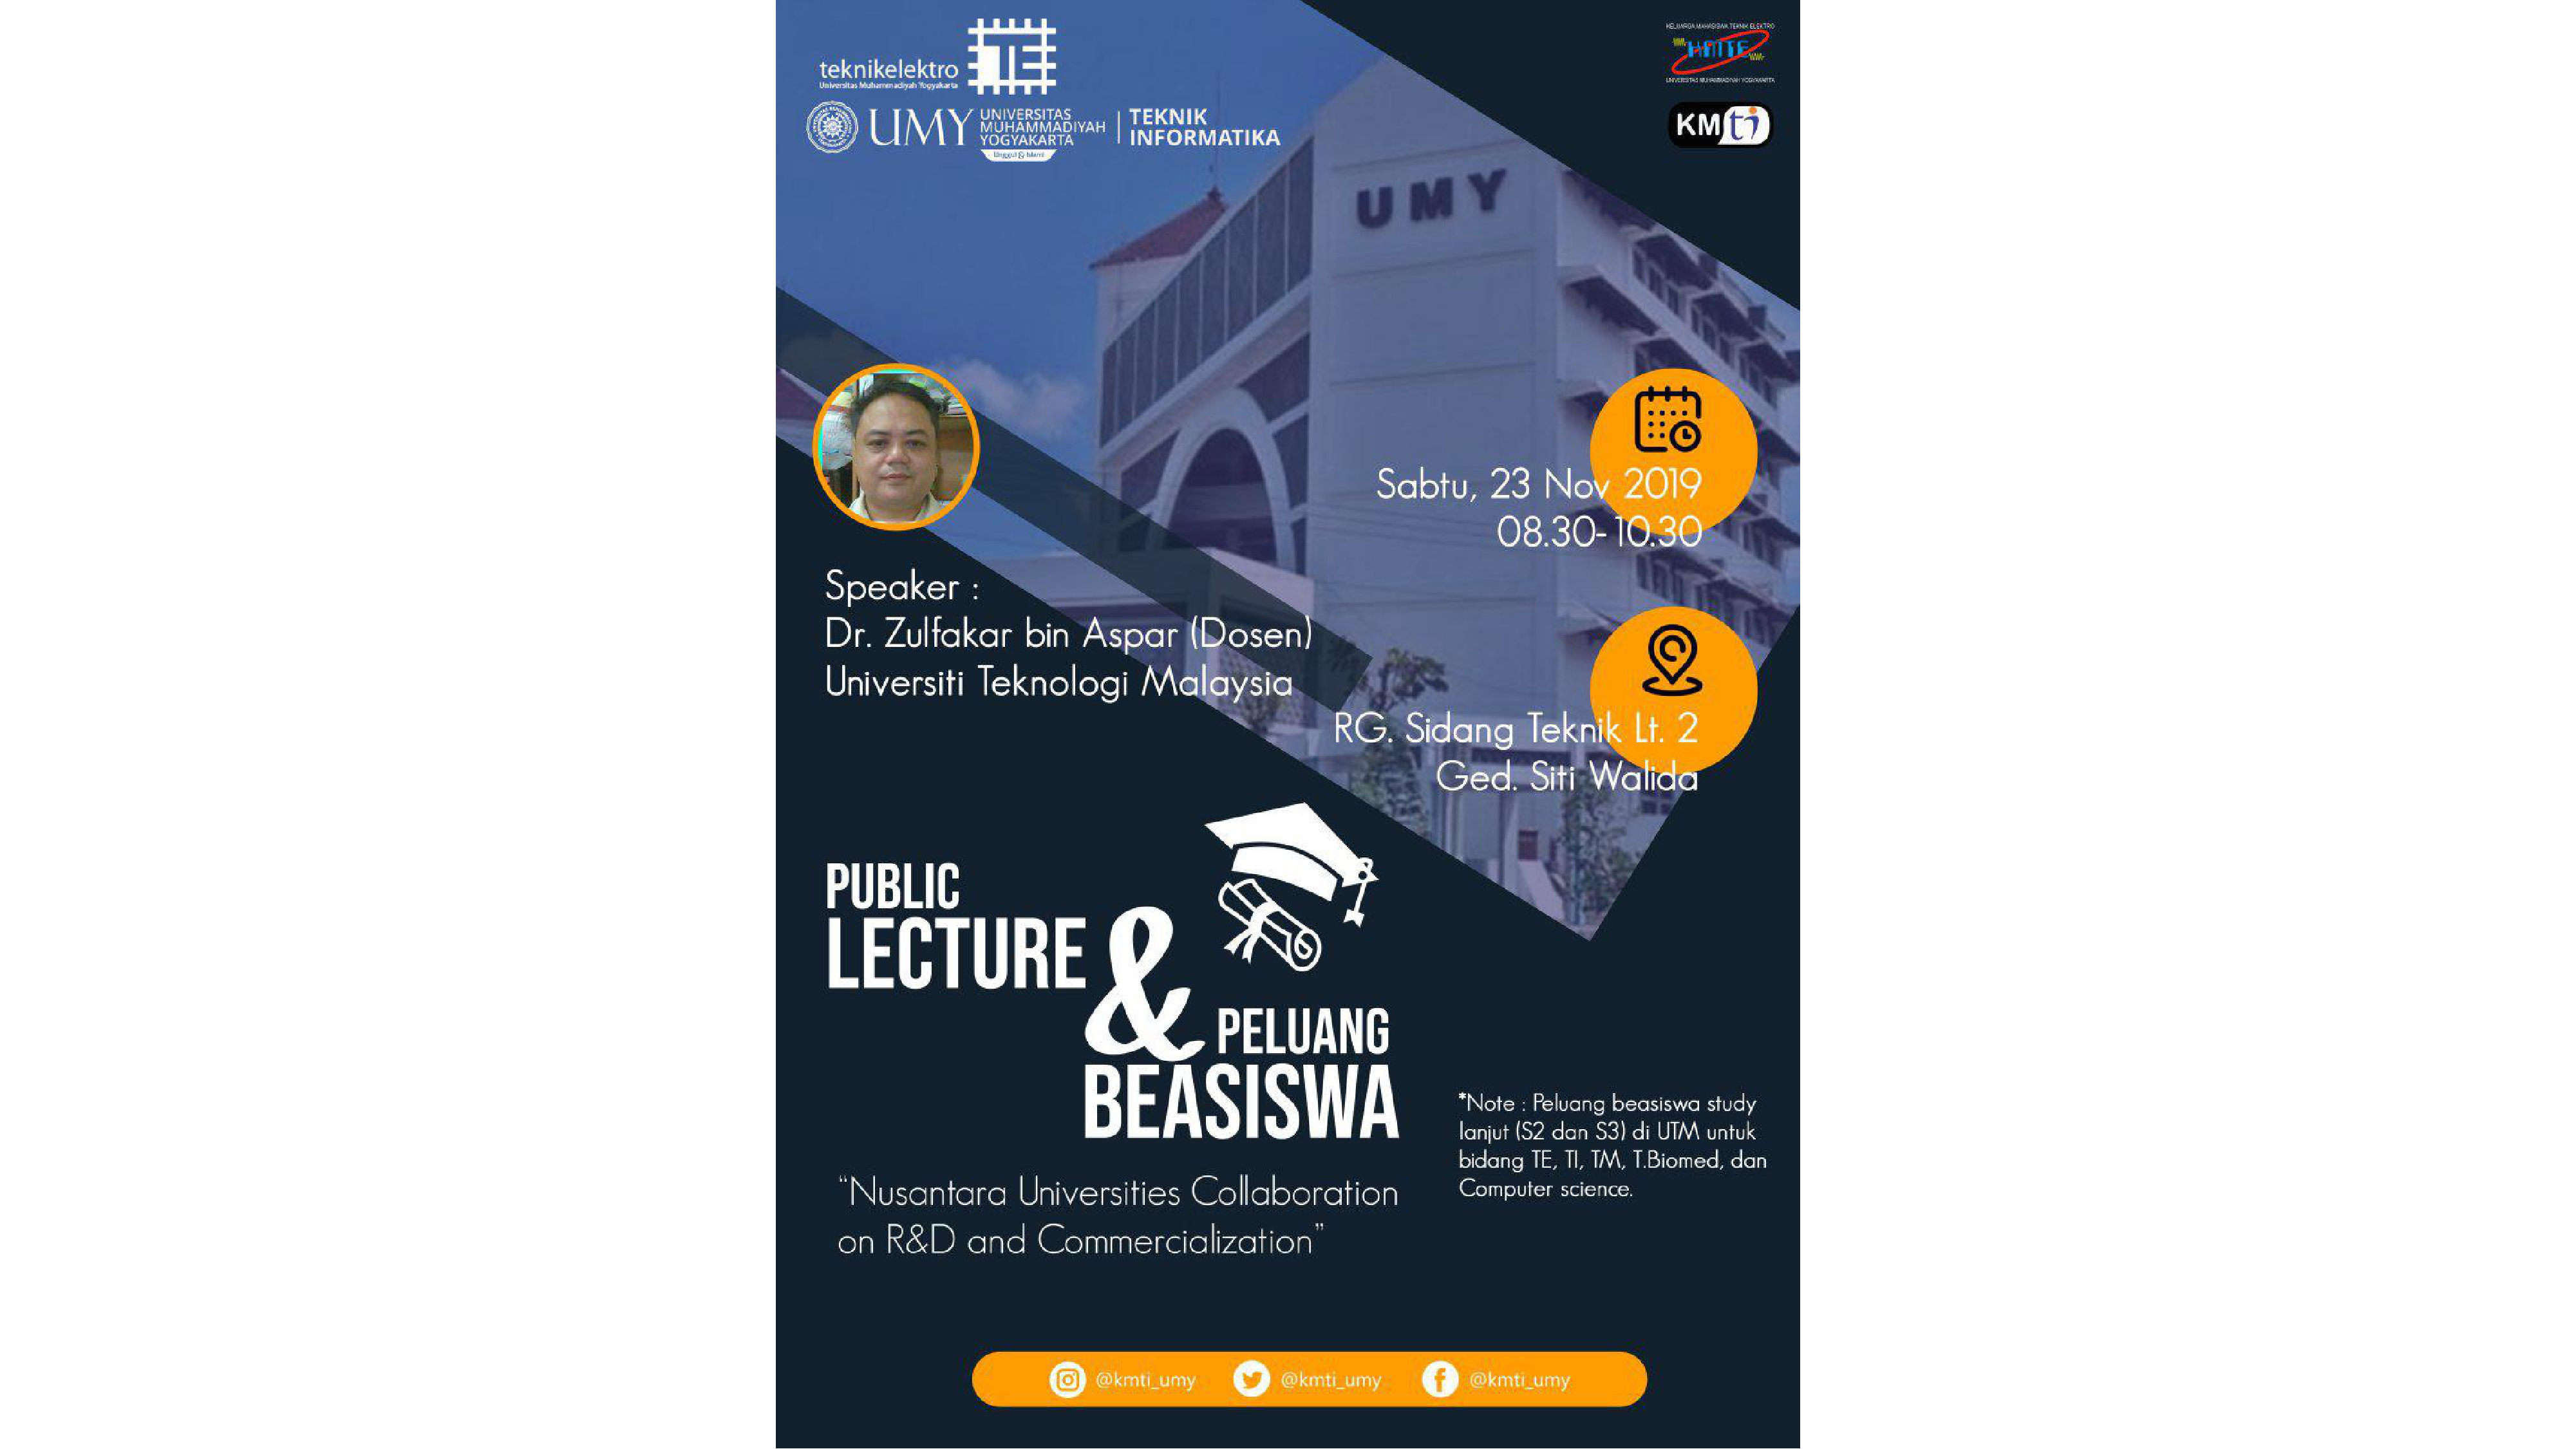 teknikelektro
Universitas Muhammadiyah Yogyakarta
TE
UMY
UNIVERSITAS
MUHAMMADIYAH
YOGYAKARTA
Unggul & Islami
TEKNIK
INFORMATIKA
KELUARGA MAHASISWA TEKNIK ELEKTRO
UNIVERSITAS MUHAMMADIYAH YOGYAKARTA
KMti
UMY
Sabtu, 23 Nov 2019
08.30-10.30
Speaker :
Dr. Zulfakar bin Aspar (Dosen)
Universiti Teknologi Malaysia
RG. Sidang Teknik Lt. 2
Ged. Siti Walida
PUBLIC
LECTURE
&
PELUANG
BEASISWA
*Note : Peluang beasiswa study
lanjut (S2 dan S3) di UTM untuk
bidang TE, TI, TM, T.Biomed, dan
Computer science.
“Nusantara Universities Collaboration
on R&D and Commercialization”
@kmti_umy
@kmti_umy
@kmti_umy